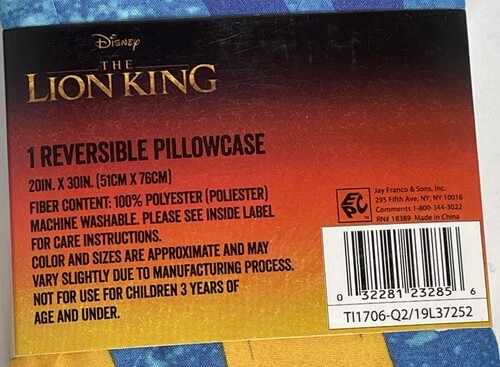 Disney
THE
LION KING
1 REVERSIBLE PILLOWCASE
20IN. X 30IN. (51CM X 76CM)
FIBER CONTENT: 100% POLYESTER (POLIESTER)
MACHINE WASHABLE. PLEASE SEE INSIDE LABEL
FOR CARE INSTRUCTIONS.
COLOR AND SIZES ARE APPROXIMATE AND MAY
VARY SLIGHTLY DUE TO MANUFACTURING PROCESS.
NOT FOR USE FOR CHILDREN 3 YEARS OF
AGE AND UNDER.
EPC
Jay Franco & Sons, Inc.
295 Fifth Ave. NY, NY 10016
Comments 1-800-344-3022
RN# 18389 Made in China
0 32281 23285 6
TI1706-Q2/19L37252